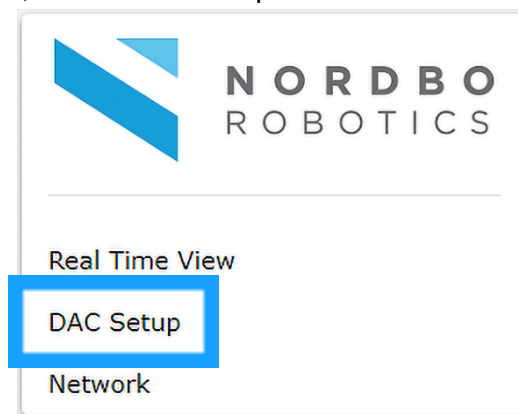 NORDBO
ROBOTICS
Real Time View
DAC Setup
Network